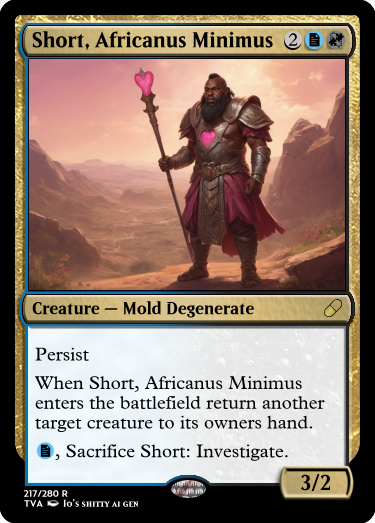 Short, Africanus Minimus 2
Creature — Mold Degenerate
Persist
When Short, Africanus Minimus
enters the battlefield return another
target creature to its owners hand.
, Sacrifice Short: Investigate.
3/2
217/280 R
TVA Io's SHITTY AI GEN